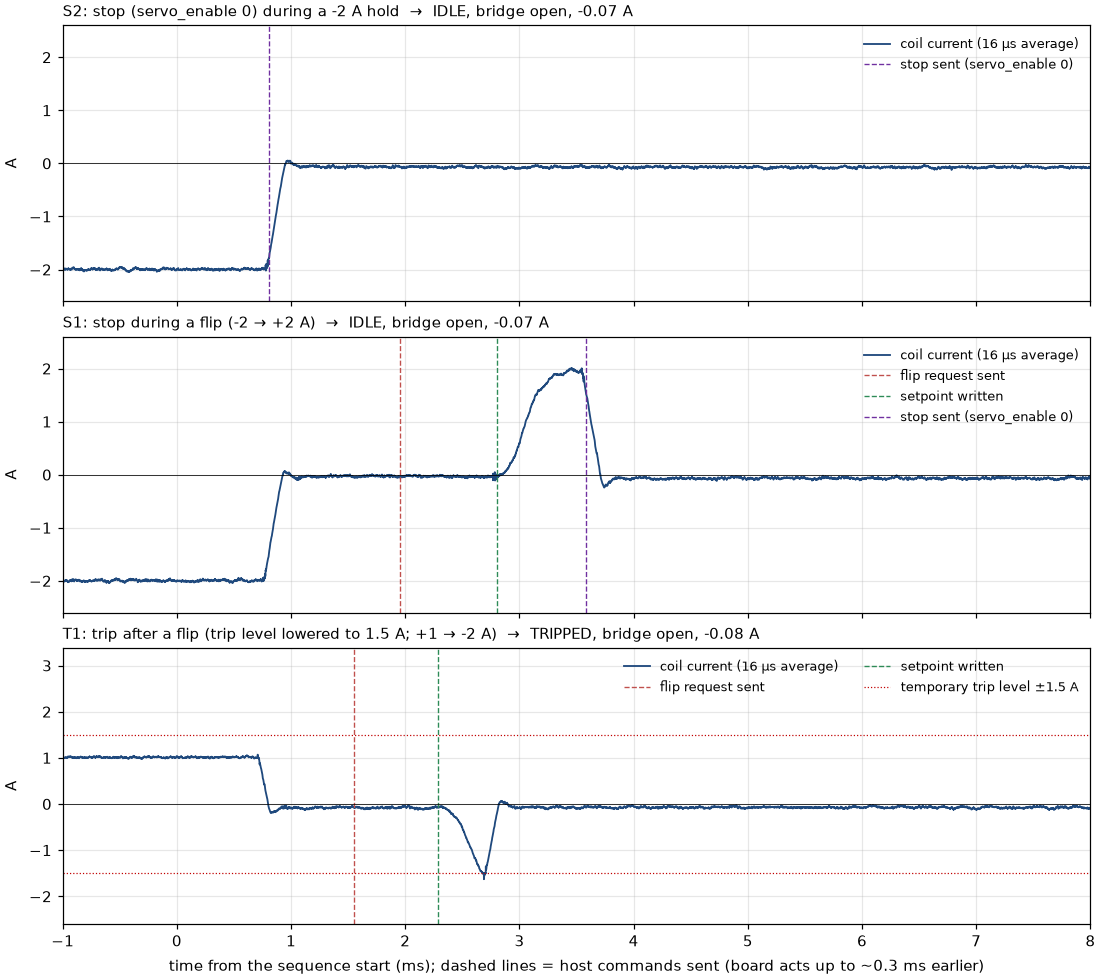 S2: stop (servo_enable 0) during a -2 A hold → IDLE, bridge open, -0.07 A
coil current (16 µs average)
stop sent (servo_enable 0)
2
1
0
−1
−2
A
S1: stop during a flip (-2 → +2 A) → IDLE, bridge open, -0.07 A
coil current (16 µs average)
flip request sent
setpoint written
stop sent (servo_enable 0)
2
1
0
−1
−2
A
T1: trip after a flip (trip level lowered to 1.5 A; +1 → -2 A) → TRIPPED, bridge open, -0.08 A
coil current (16 µs average)
flip request sent
setpoint written
temporary trip level ±1.5 A
3
2
1
0
−1
−2
A
−1 0 1 2 3 4 5 6 7 8
time from the sequence start (ms); dashed lines = host commands sent (board acts up to ~0.3 ms earlier)